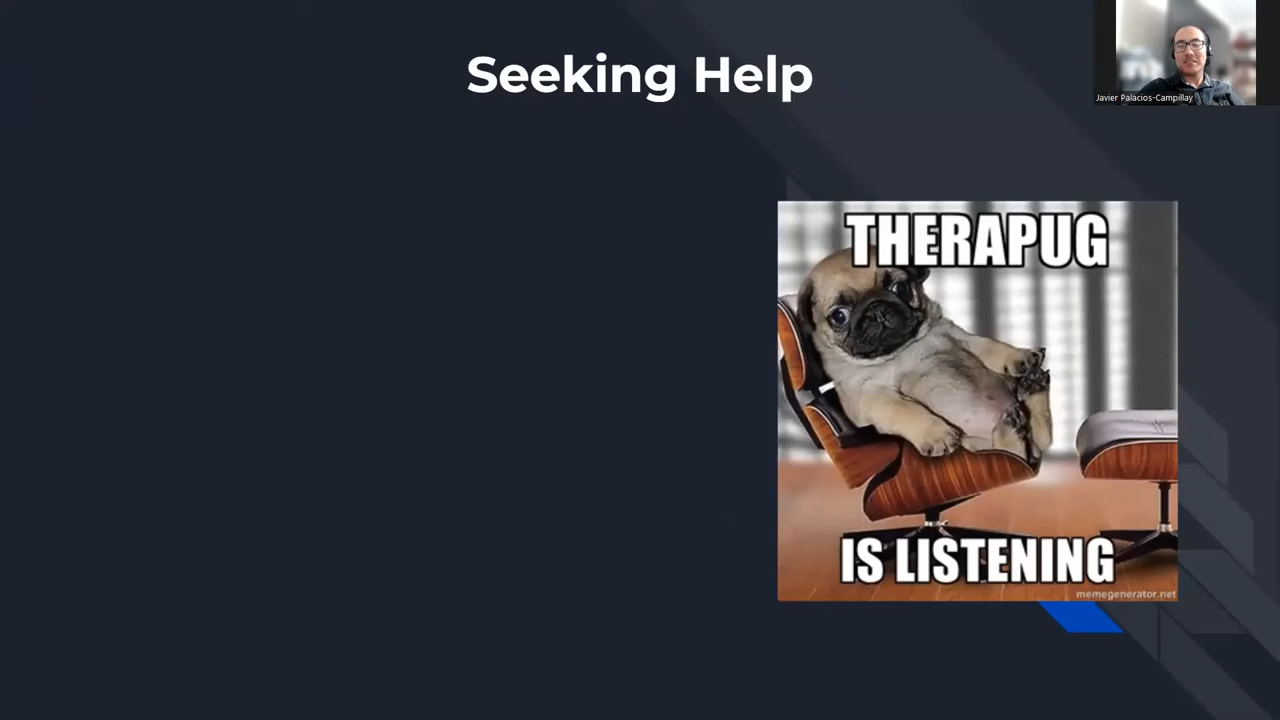 Seeking Help
Javier Palacios-Campillay
THERAPUG
IS LISTENING
memegenerator.net